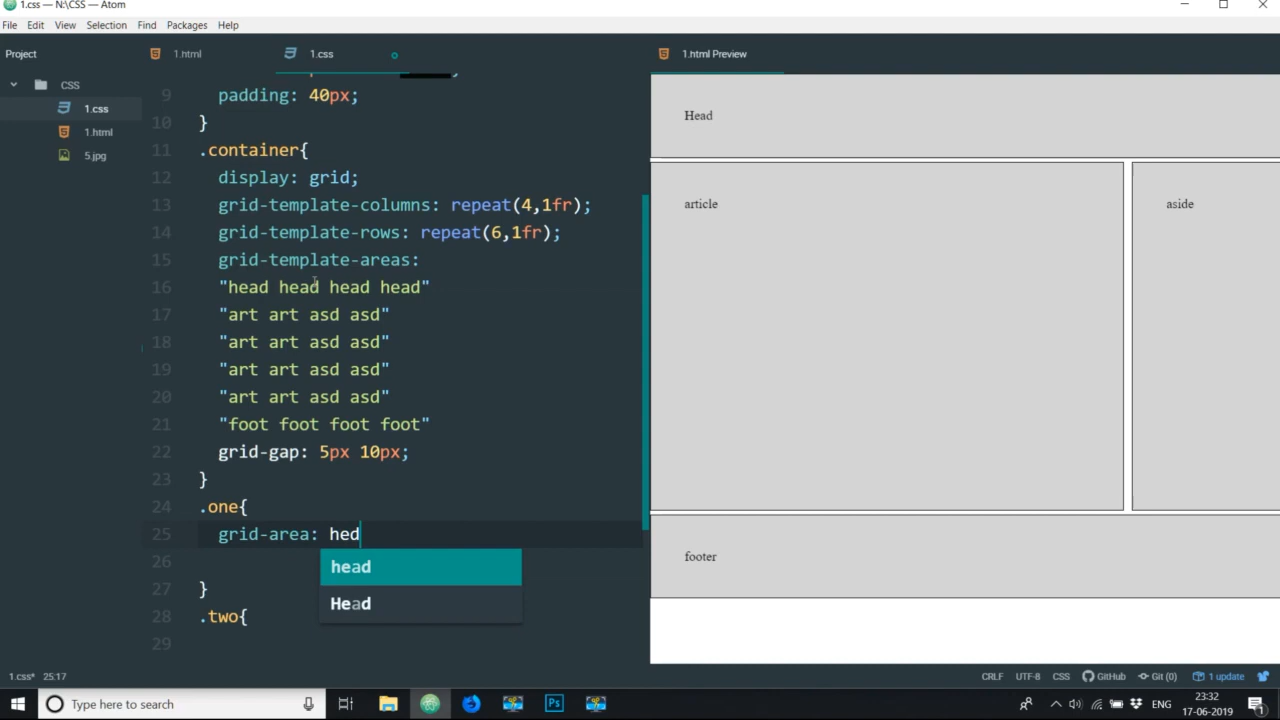 1.css — N:\CSS — Atom
File Edit View Selection Find Packages Help
Project
1.html
1.css
1.html Preview
CSS
1.css
1.html
5.jpg
9 padding: 40px;
10 }
11 .container{
12 display: grid;
13 grid-template-columns: repeat(4,1fr);
14 grid-template-rows: repeat(6,1fr);
15 grid-template-areas:
16 "head head head head"
17 "art art asd asd"
18 "art art asd asd"
19 "art art asd asd"
20 "art art asd asd"
21 "foot foot foot foot"
22 grid-gap: 5px 10px;
23 }
24 .one{
25 grid-area: hed
26
27 }
28 .two{
29
head
Head
Head
article
aside
footer
1.css* 25:17
CRLF UTF-8 CSS GitHub Git (0) 1 update
Type here to search
Ps
ENG
23:32
17-06-2019
1